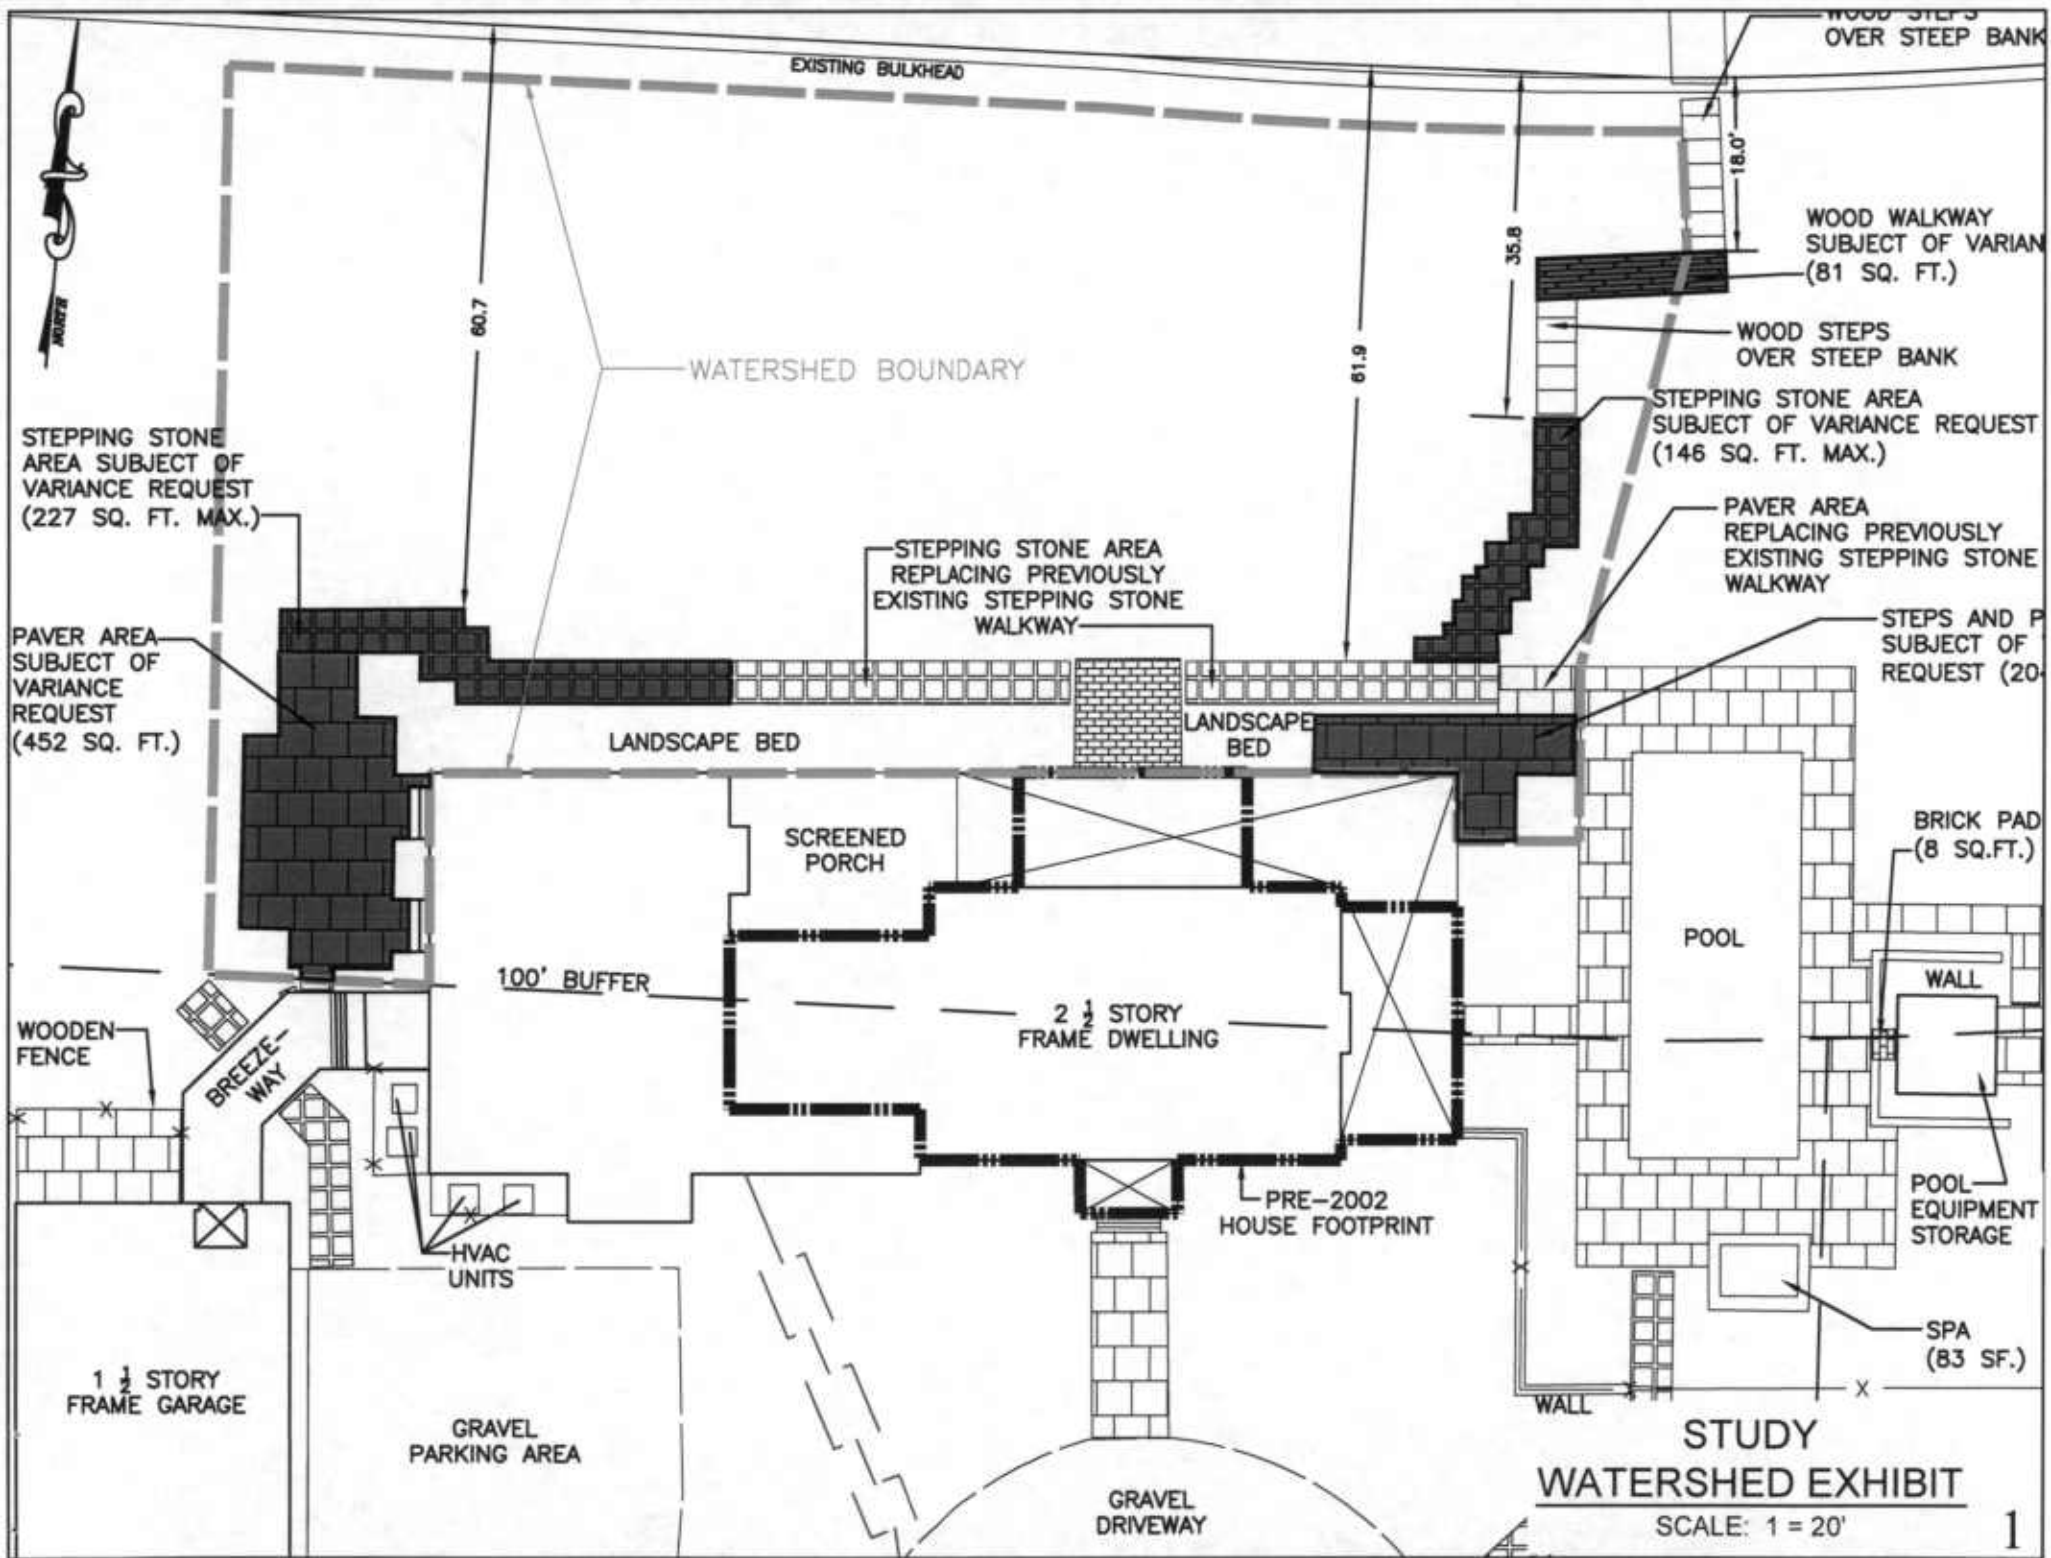 WOOD STEPS
OVER STEEP BANK
EXISTING BULKHEAD
NORTH
60.7
61.9
35.8
18.0'
WOOD WALKWAY
SUBJECT OF VARIAN
(81 SQ. FT.)
WOOD STEPS
OVER STEEP BANK
WATERSHED BOUNDARY
STEPPING STONE AREA
SUBJECT OF VARIANCE REQUEST
(146 SQ. FT. MAX.)
STEPPING STONE
AREA SUBJECT OF
VARIANCE REQUEST
(227 SQ. FT. MAX.)
PAVER AREA
REPLACING PREVIOUSLY
EXISTING STEPPING STONE
WALKWAY
STEPPING STONE AREA
REPLACING PREVIOUSLY
EXISTING STEPPING STONE
WALKWAY
STEPS AND P
SUBJECT OF
REQUEST (20
PAVER AREA
SUBJECT OF
VARIANCE
REQUEST
(452 SQ. FT.)
LANDSCAPE BED
LANDSCAPE
BED
SCREENED
PORCH
BRICK PAD
(8 SQ.FT.)
POOL
WALL
100' BUFFER
2 1/2 STORY
FRAME DWELLING
WOODEN
FENCE
BREEZE-
WAY
PRE-2002
HOUSE FOOTPRINT
POOL
EQUIPMENT
STORAGE
HVAC
UNITS
SPA
(83 SF.)
1 1/2 STORY
FRAME GARAGE
GRAVEL
PARKING AREA
GRAVEL
DRIVEWAY
WALL
STUDY
WATERSHED EXHIBIT
SCALE: 1 = 20'
1